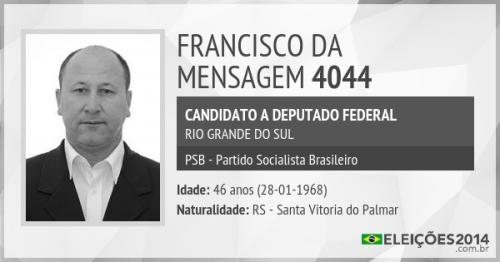 FRANCISCO DA
MENSAGEM 4044
CANDIDATO A DEPUTADO FEDERAL
RIO GRANDE DO SUL
PSB - Partido Socialista Brasileiro
Idade: 46 anos (28-01-1968)
Naturalidade: RS - Santa Vitoria do Palmar
ELEIÇÕES2014
.com.br